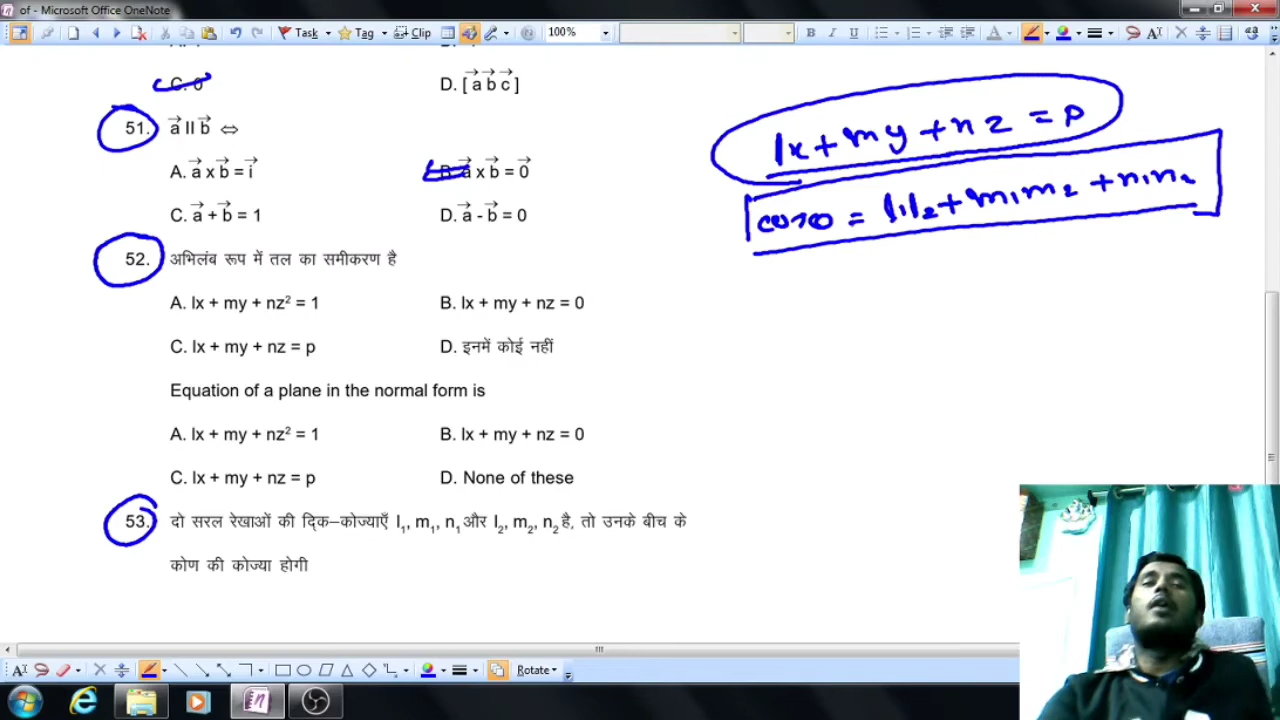 of - Microsoft Office OneNote
Task
Tag
Clip
100%
C. 0
D. [a⃗ b⃗ c⃗]
51. a⃗ II b⃗ ⇔
A. a⃗ x b⃗ = i⃗
B. a⃗ x b⃗ = 0⃗
C. a⃗ + b⃗ = 1
D. a⃗ - b⃗ = 0
52. अभिलंब रूप में तल का समीकरण है
A. lx + my + nz² = 1
B. lx + my + nz = 0
C. lx + my + nz = p
D. इनमें कोई नहीं
Equation of a plane in the normal form is
A. lx + my + nz² = 1
B. lx + my + nz = 0
C. lx + my + nz = p
D. None of these
53. दो सरल रेखाओं की दिक्–कोज्याएँ l₁, m₁, n₁ और l₂, m₂, n₂ है, तो उनके बीच के
कोण की कोज्या होगी
lx + my + nz = p
cosθ = l₁l₂ + m₁m₂ + n₁n₂
Rotate